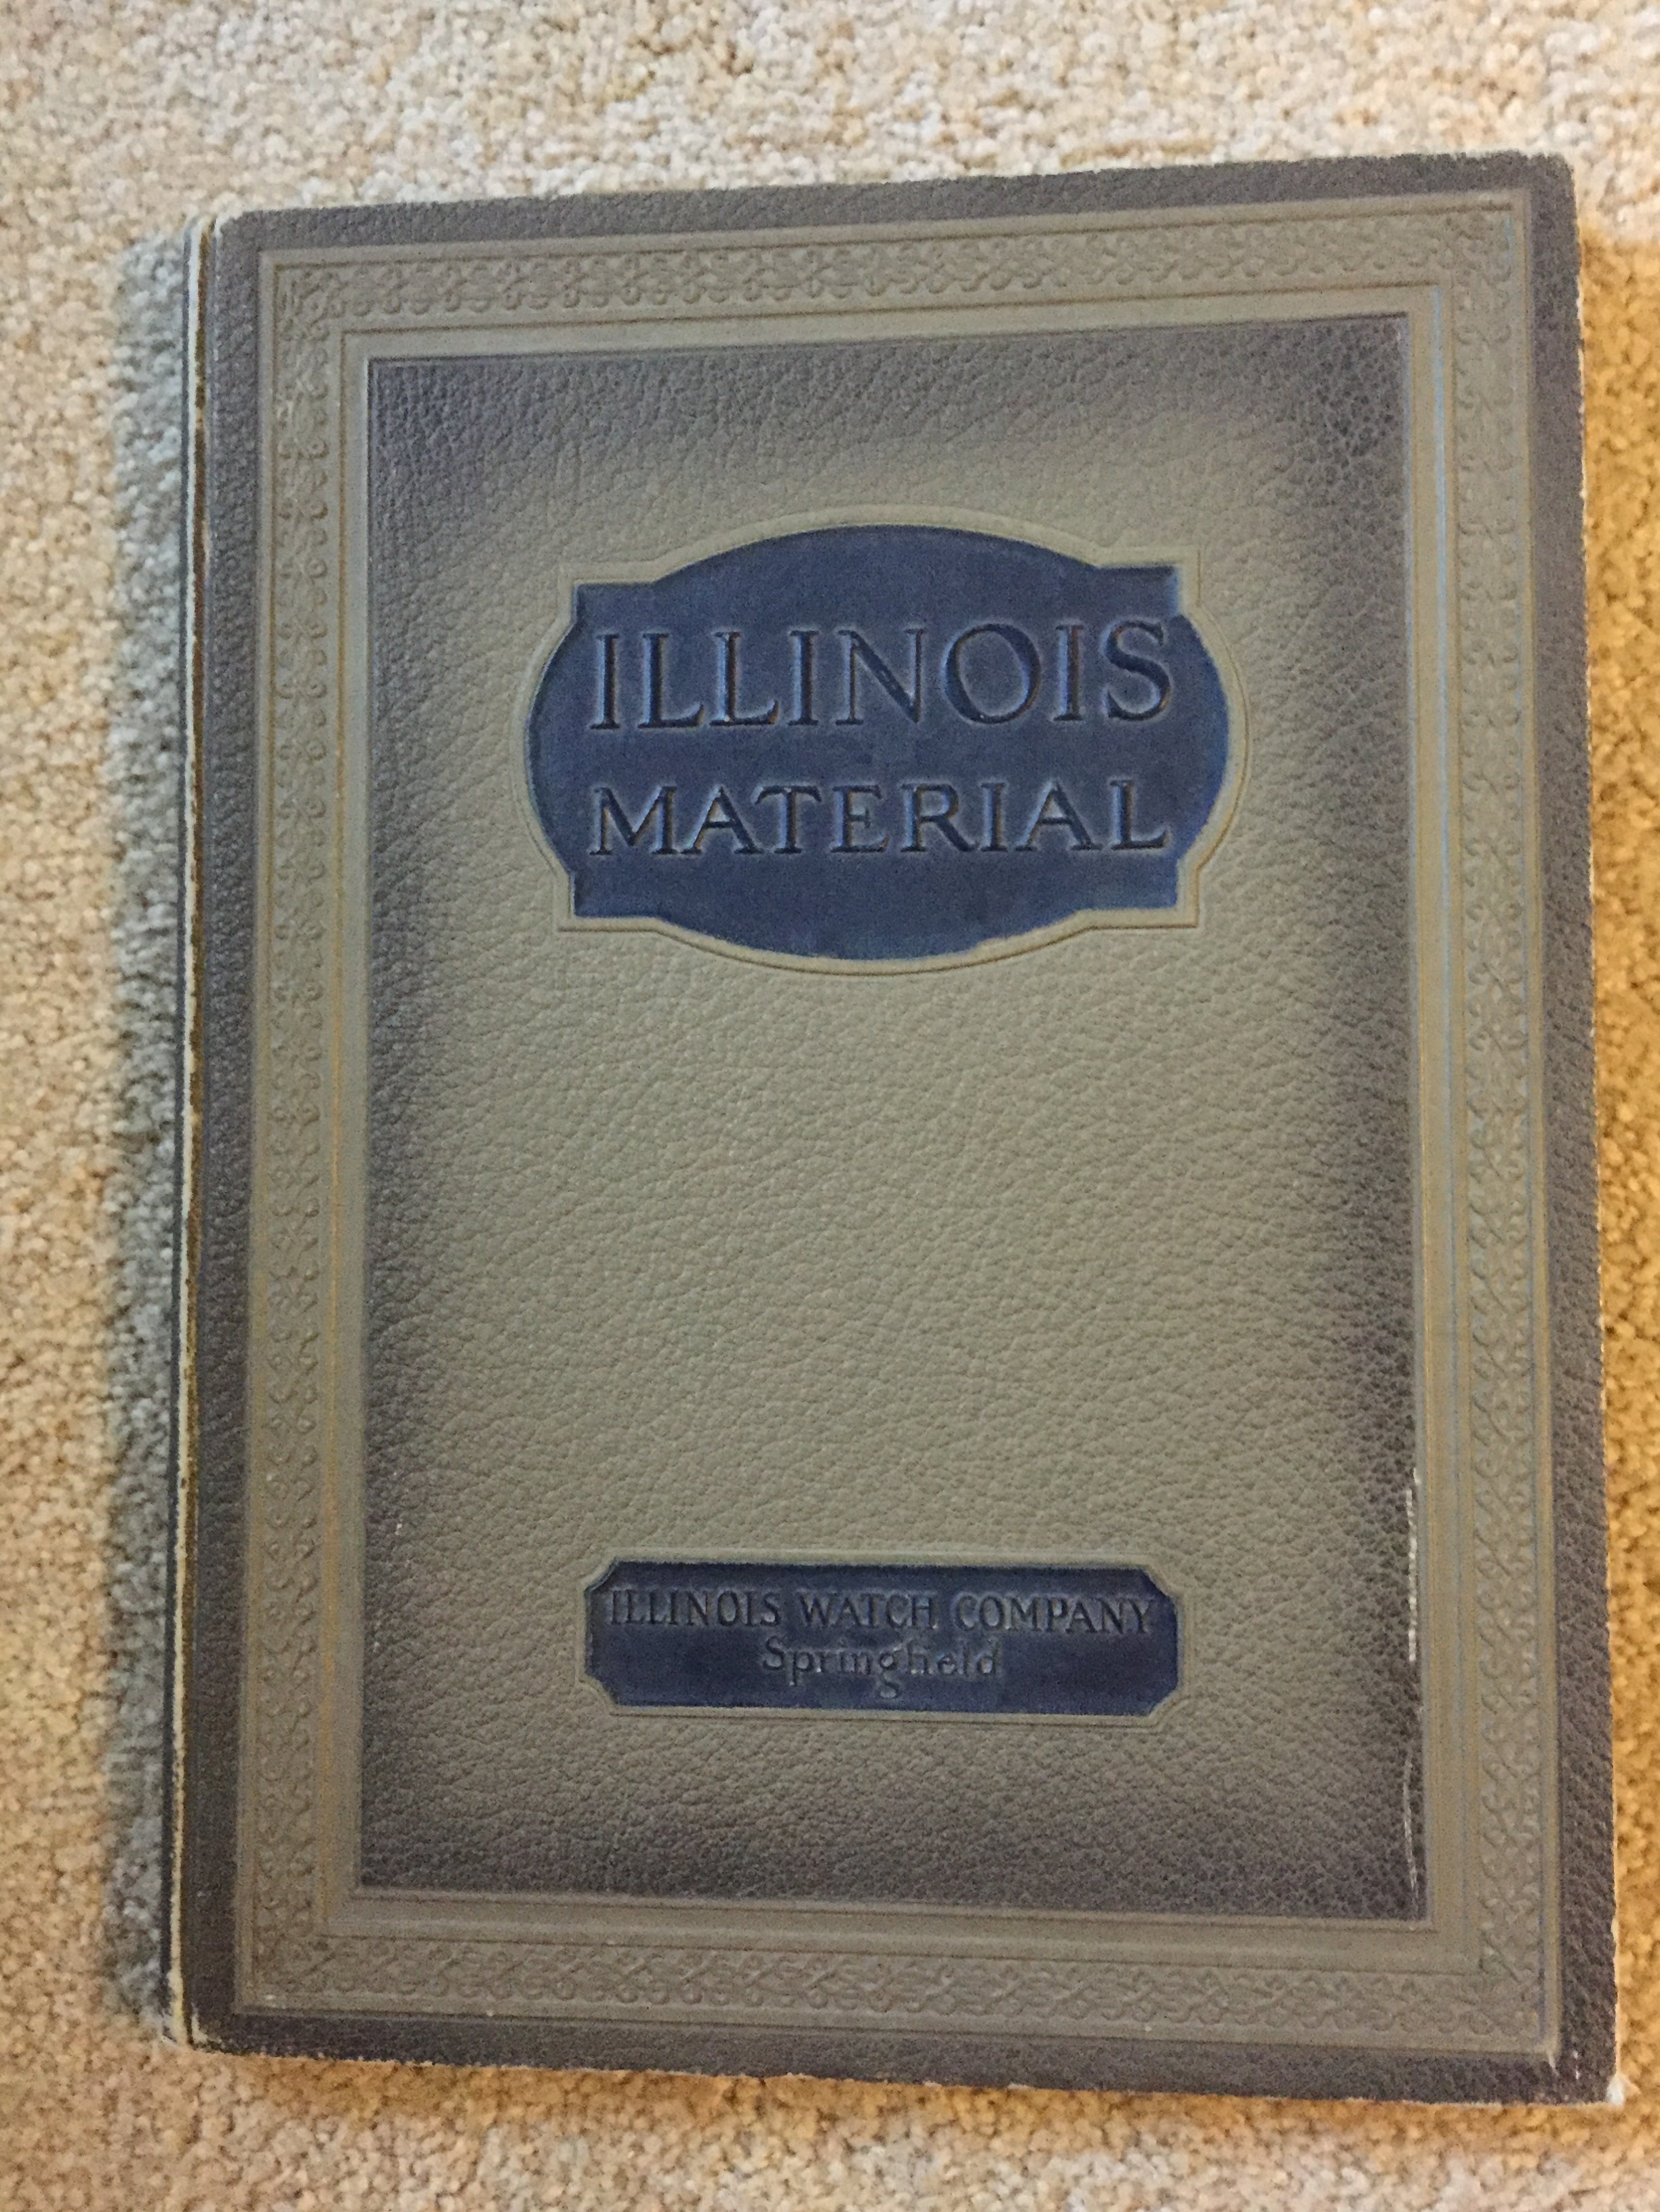 ILLINOIS
MATERIAL
ILLINOIS WATCH COMPANY
Springfield